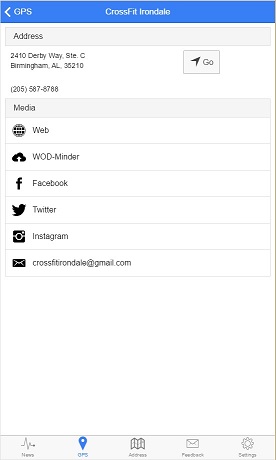 GPS
CrossFit Irondale
Address
2410 Derby Way, Ste. C
Birmingham, AL, 35210
Go
(205) 587-8768
Media
Web
WOD-Minder
Facebook
Twitter
Instagram
crossfitirondale@gmail.com
News
GPS
Address
Feedback
Settings